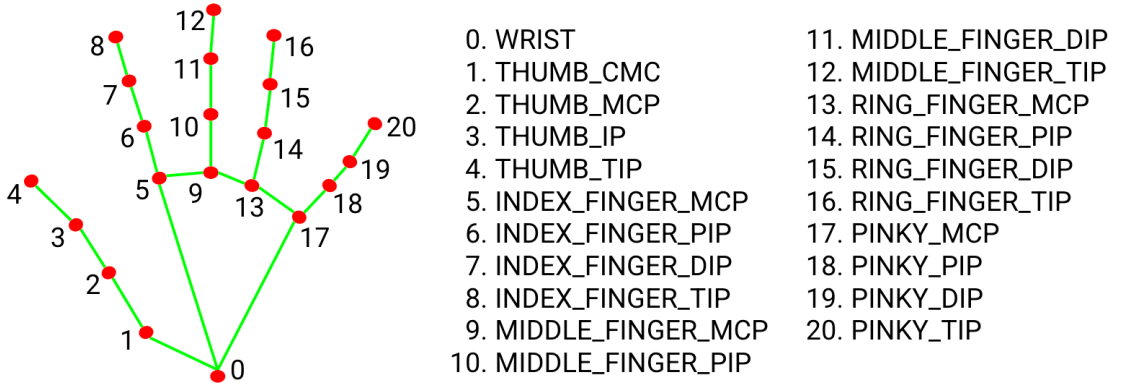 12
8
16
11
7
15
10
6
20
14
19
4
5
9
13
18
3
17
2
1
0
0. WRIST
1. THUMB_CMC
2. THUMB_MCP
3. THUMB_IP
4. THUMB_TIP
5. INDEX_FINGER_MCP
6. INDEX_FINGER_PIP
7. INDEX_FINGER_DIP
8. INDEX_FINGER_TIP
9. MIDDLE_FINGER_MCP
10. MIDDLE_FINGER_PIP
11. MIDDLE_FINGER_DIP
12. MIDDLE_FINGER_TIP
13. RING_FINGER_MCP
14. RING_FINGER_PIP
15. RING_FINGER_DIP
16. RING_FINGER_TIP
17. PINKY_MCP
18. PINKY_PIP
19. PINKY_DIP
20. PINKY_TIP